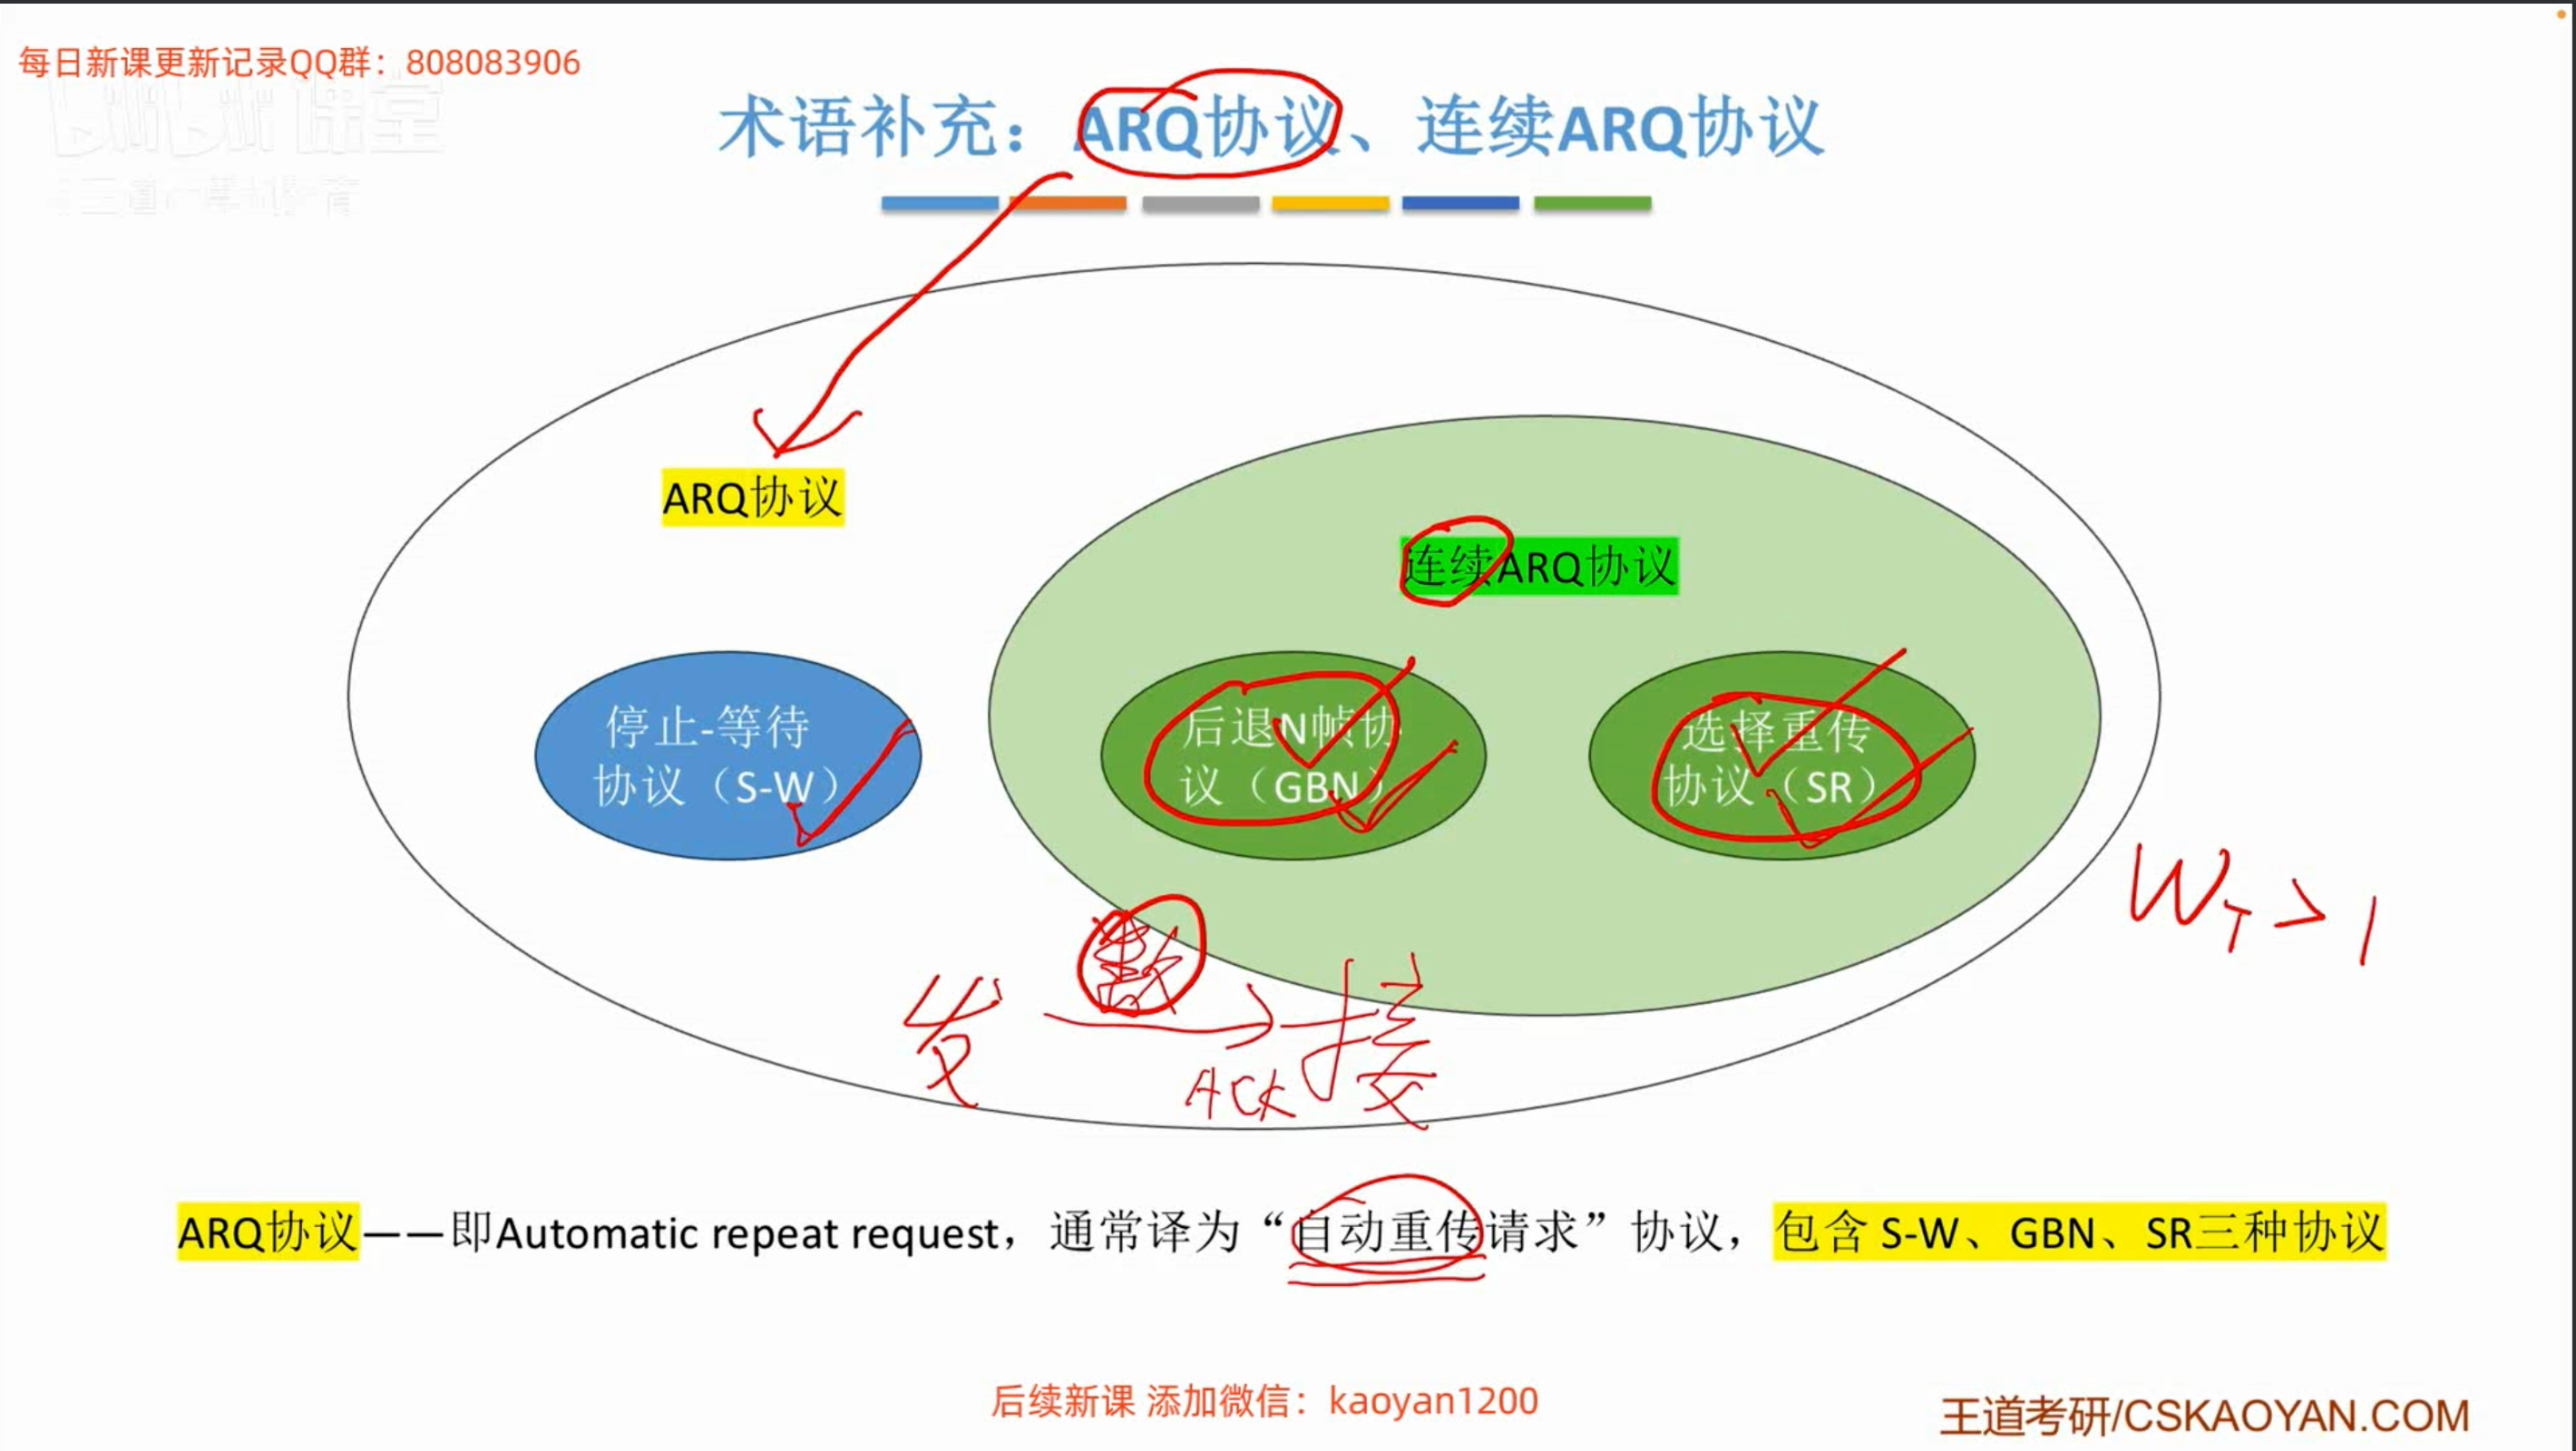 每日新课更新记录QQ群：808083906
课堂
术语补充：ARQ协议、连续ARQ协议
ARQ协议
连续ARQ协议
停止-等待
协议（S-W）
后退N帧协
议（GBN）
选择重传
协议（SR）
W_T > 1
发
数
接
ACK
ARQ协议——即Automatic repeat request，通常译为“自动重传请求”协议，包含 S-W、GBN、SR三种协议
后续新课 添加微信：kaoyan1200
王道考研/CSKAOYAN.COM